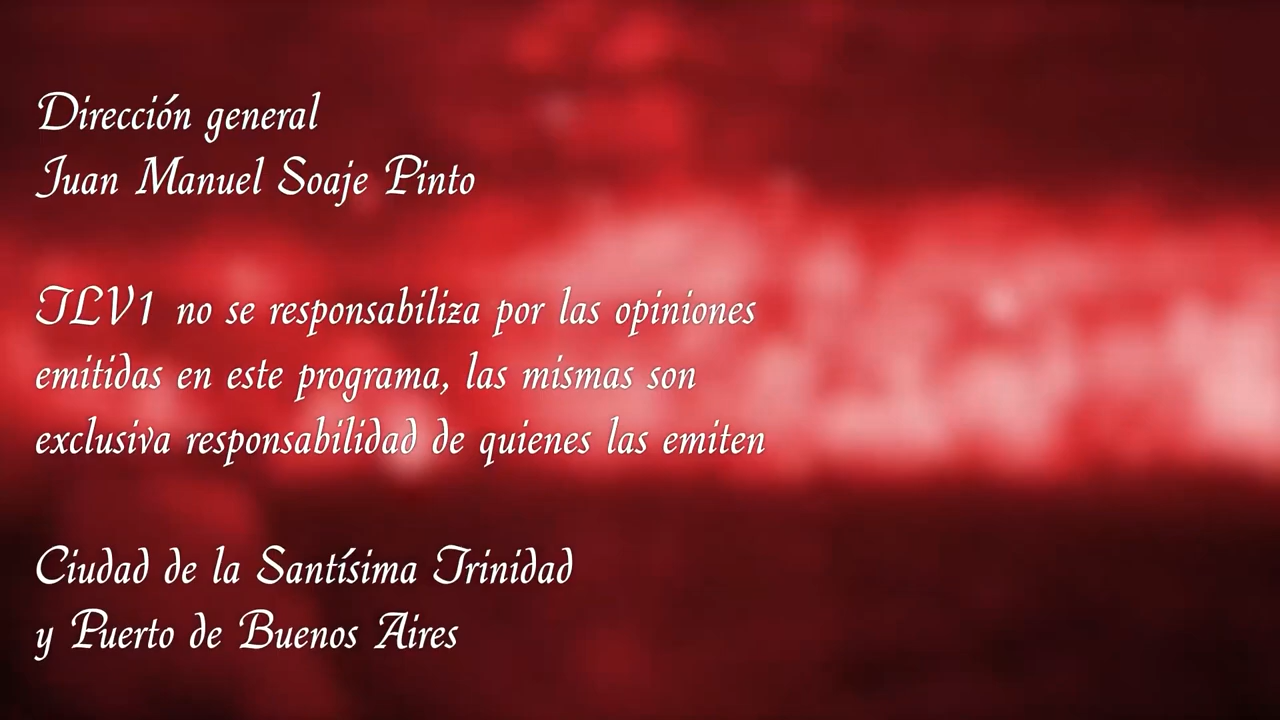 Dirección general
Juan Manuel Soaje Pinto
TLV1 no se responsabiliza por las opiniones
emitidas en este programa, las mismas son
exclusiva responsabilidad de quienes las emiten
Ciudad de la Santísima Trinidad
y Puerto de Buenos Aires